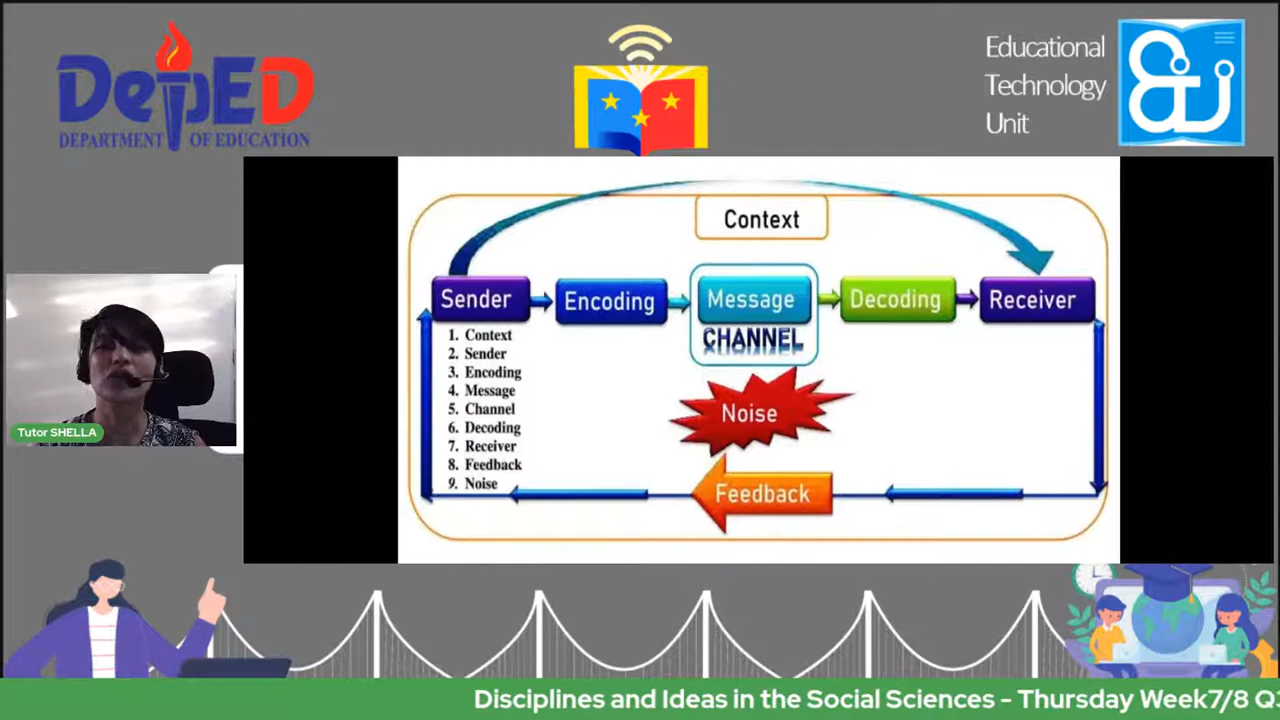 DepED
DEPARTMENT OF EDUCATION
Educational
Technology
Unit
Context
Sender
Encoding
Message
Decoding
Receiver
CHANNEL
1. Context
2. Sender
3. Encoding
4. Message
5. Channel
6. Decoding
7. Receiver
8. Feedback
9. Noise
Noise
Feedback
Tutor SHELLA
Disciplines and Ideas in the Social Sciences - Thursday Week7/8 Q